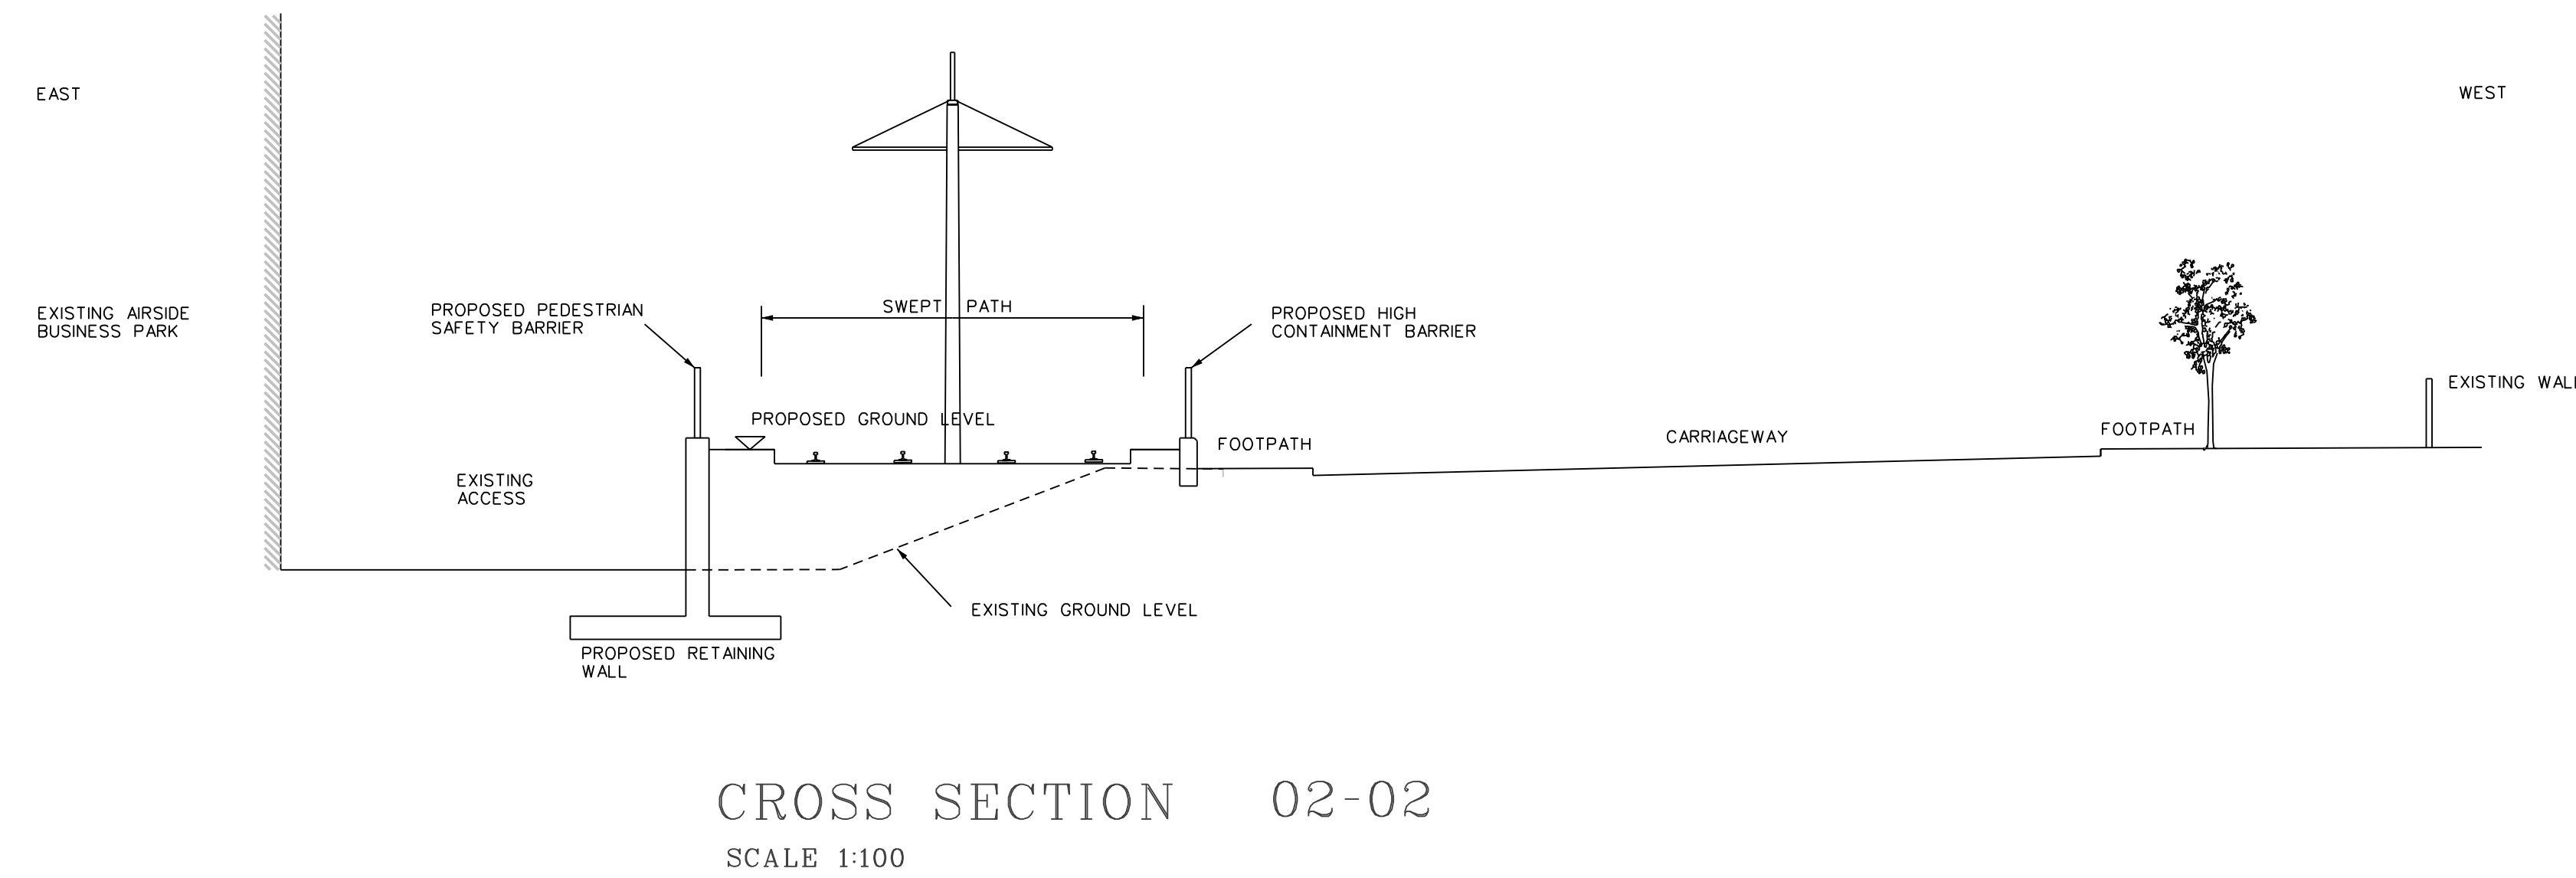 EAST
WEST
EXISTING AIRSIDE
BUSINESS PARK
PROPOSED PEDESTRIAN
SAFETY BARRIER
SWEPT PATH
PROPOSED HIGH
CONTAINMENT BARRIER
PROPOSED GROUND LEVEL
FOOTPATH
CARRIAGEWAY
FOOTPATH
EXISTING WALL
EXISTING
ACCESS
EXISTING GROUND LEVEL
PROPOSED RETAINING
WALL
CROSS SECTION 02-02
SCALE 1:100